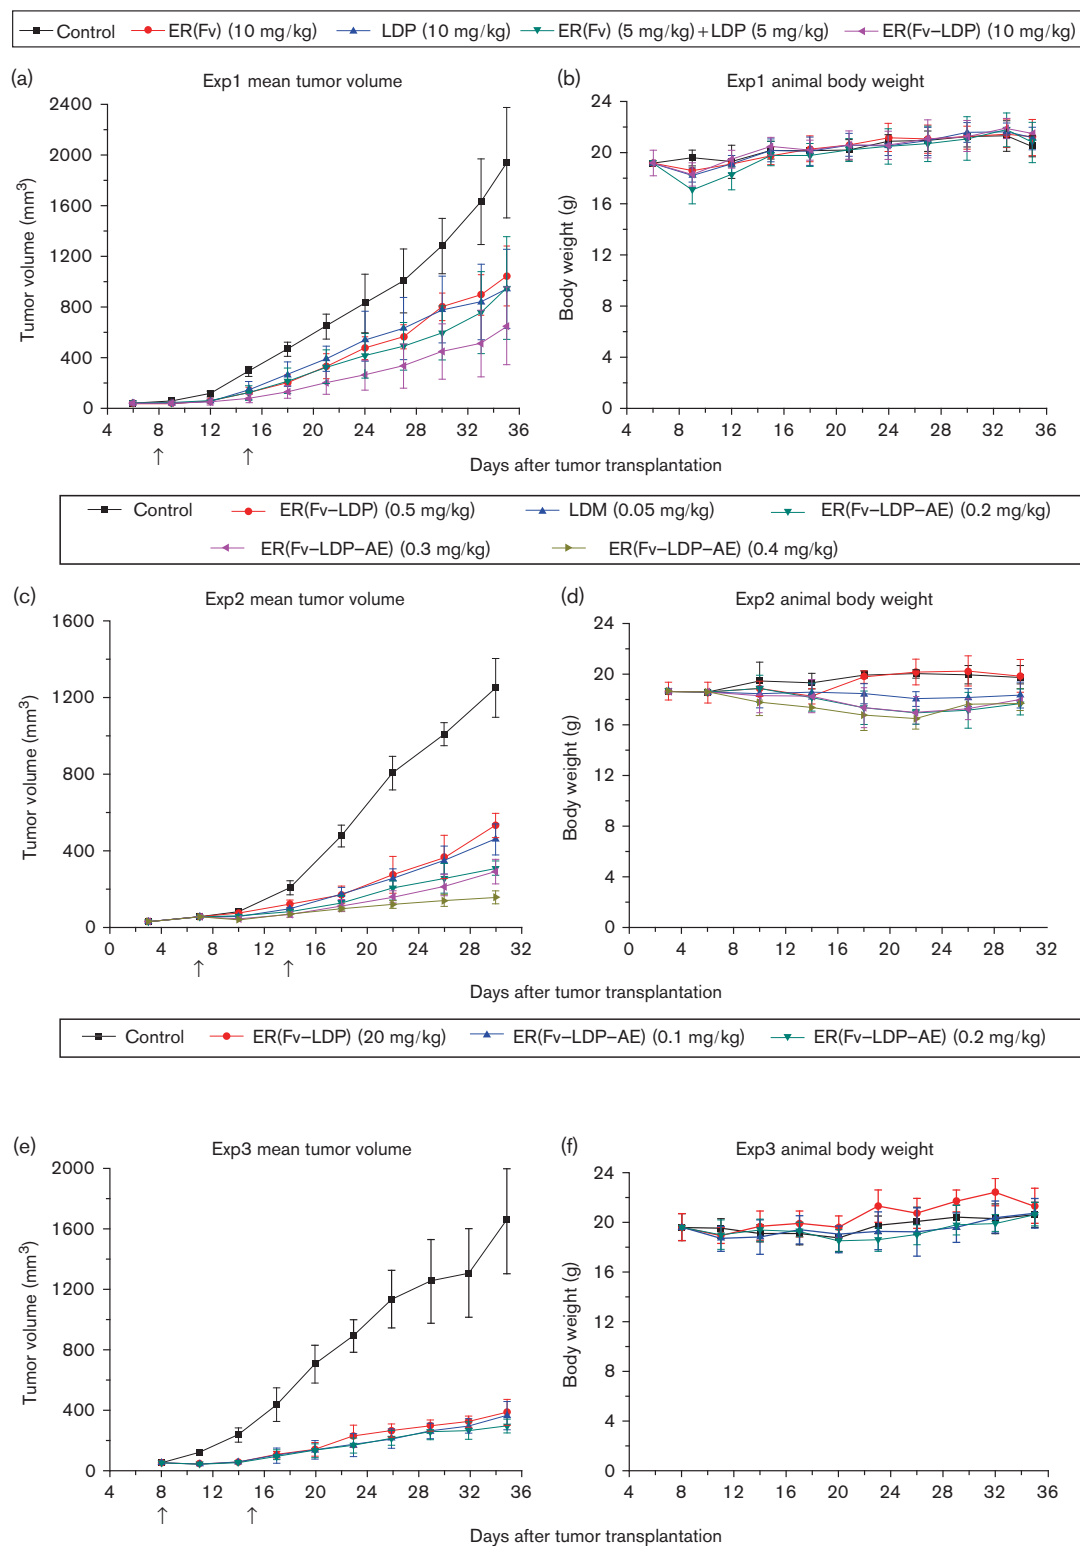 Control ER(Fv) (10 mg/kg) LDP (10 mg/kg) ER(Fv) (5 mg/kg)+LDP (5 mg/kg) ER(Fv–LDP) (10 mg/kg)
(a) Exp1 mean tumor volume
2400
2000
1600
1200
800
400
0
Tumor volume (mm³)
4 8 12 16 20 24 28 32 36
↑ ↑
(b) Exp1 animal body weight
24
20
16
12
8
4
0
Body weight (g)
4 8 12 16 20 24 28 32 36
Days after tumor transplantation
Control ER(Fv–LDP) (0.5 mg/kg) LDM (0.05 mg/kg) ER(Fv–LDP–AE) (0.2 mg/kg)
ER(Fv–LDP–AE) (0.3 mg/kg) ER(Fv–LDP–AE) (0.4 mg/kg)
(c) Exp2 mean tumor volume
1600
1200
800
400
0
Tumor volume (mm³)
0 4 8 12 16 20 24 28 32
↑ ↑
(d) Exp2 animal body weight
24
20
16
12
8
4
0
Body weight (g)
0 4 8 12 16 20 24 28 32
Days after tumor transplantation
Control ER(Fv–LDP) (20 mg/kg) ER(Fv–LDP–AE) (0.1 mg/kg) ER(Fv–LDP–AE) (0.2 mg/kg)
(e) Exp3 mean tumor volume
2000
1600
1200
800
400
0
Tumor volume (mm³)
4 8 12 16 20 24 28 32 36
↑ ↑
(f) Exp3 animal body weight
24
20
16
12
8
4
0
Body weight (g)
4 8 12 16 20 24 28 32 36
Days after tumor transplantation